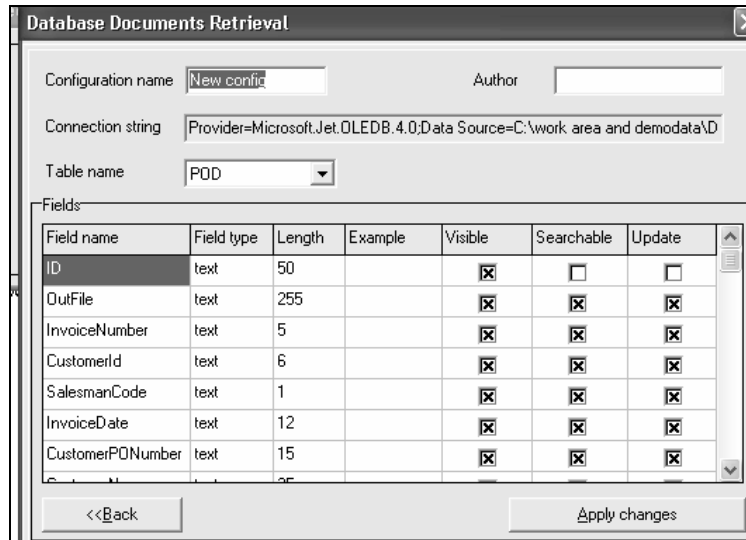 Database Documents Retrieval
Configuration name New config Author
Connection string Provider=Microsoft.Jet.OLEDB.4.0;Data Source=C:\work area and demodata\D
Table name POD
Fields
Field name Field type Length Example Visible Searchable Update
ID text 50
OutFile text 255
InvoiceNumber text 5
CustomerId text 6
SalesmanCode text 1
InvoiceDate text 12
CustomerPONumber text 15
<<Back Apply changes